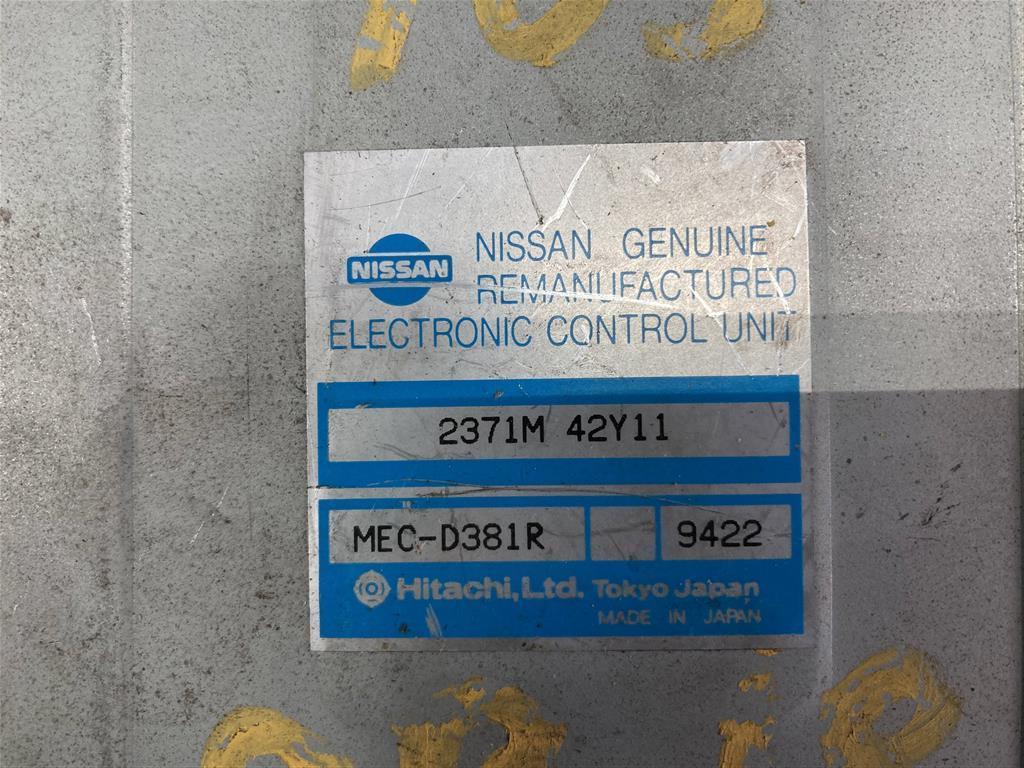 NISSAN
NISSAN GENUINE
REMANUFACTURED
ELECTRONIC CONTROL UNIT
2371M 42Y11
MEC-D381R 9422
Hitachi, Ltd. Tokyo Japan
MADE IN JAPAN